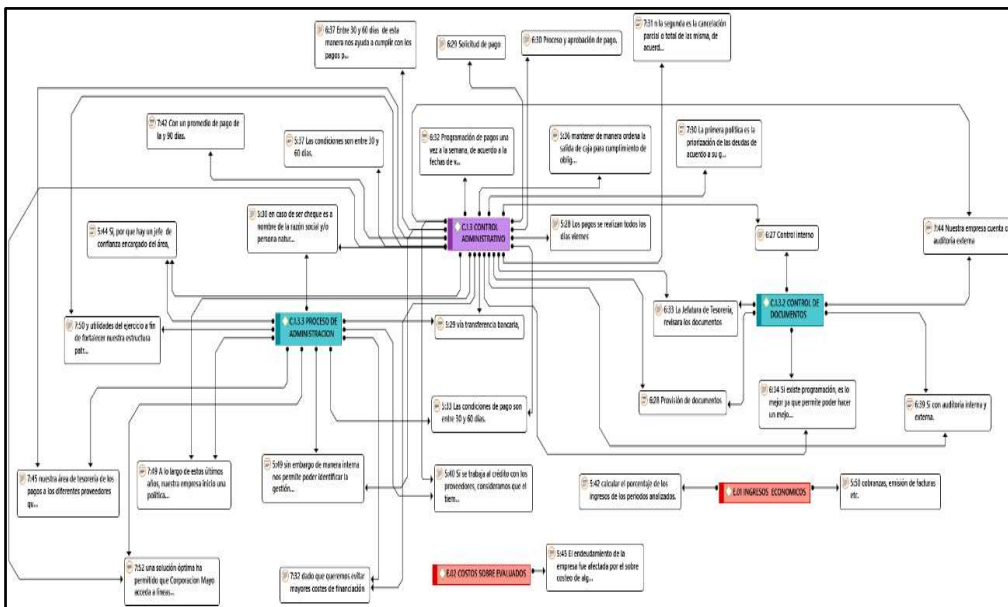 6:37 Entre 30 y 60 días de esta
manera nos ayuda a cumplir con los
pagos p...
6:29 Solicitud de pago
6:30 Proceso y aprobación de pago,
7:31 n la segunda es la cancelación
parcial o total de las misma, de
acuerd...
7:42 Con un promedio de pago de
la y 90 días.
5:37 Las condiciones son entre 30 y
60 días.
6:32 Programación de pagos una
vez a la semana, de acuerdo a la
fechas de v...
5:36 mantener de manera ordena la
salida de caja para cumplimiento de
oblig...
7:30 La primera política es la
priorización de las deudas de
acuerdo a su g...
5:44 Si, por que hay un jefe de
confianza encargado del área,
5:30 en caso de ser cheque es a
nombre de la razón social y/o
persona natur...
C.I.3 CONTROL
ADMINISTRATIVO
5:28 Los pagos se realizan todos los
días viernes
6:27 Control interno
7:44 Nuestra empresa cuenta c
auditoria externa
7:50 y utilidades del ejercicio a fin
de fortalecer nuestra estructura
patr...
C.I.3.3 PROCESO DE
ADMINISTRACION
5:29 vía transferencia bancaria,
6:33 La Jefatura de Tesorería,
revisara los documentos
C.I.3.2 CONTROL DE
DOCUMENTOS
5:33 Las condiciones de pago son
entre 30 y 60 días.
6:28 Provisión de documentos
6:34 Si existe programación, es lo
mejor ya que permite poder hacer
un mejo...
6:39 Si con auditoria interna y
externa.
7:45 nuestra área de tesorería de los
pagos a los diferentes proveedores
qu...
7:49 A lo largo de estos últimos
años, nuestra empresa inicio una
política...
5:49 sin embargo de manera interna
nos permite poder identificar la
gestión...
5:40 Si se trabaja al crédito con los
proveedores, consideramos que el
tiem...
5:42 calcular el porcentaje de los
ingresos de los periodos analizados.
E.01 INGRESOS ECONOMICOS
5:50 cobranzas, emisión de facturas
etc.
7:52 una solución óptima ha
permitido que Corporacion Mayo
acceda a líneas...
7:32 dado que queremos evitar
mayores costes de financiación
E.02 COSTOS SOBRE EVALUADOS
5:45 El endeudamiento de la
empresa fue afectada por el sobre
costeo de alg...